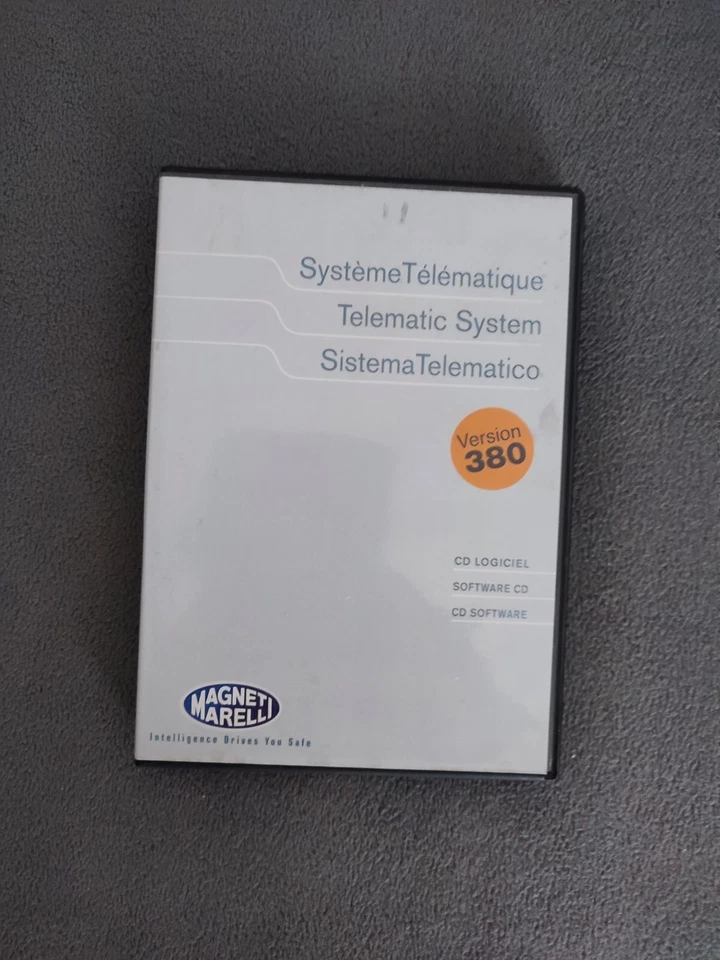 SystèmeTélématique
Telematic System
SistemaTelematico
Version
380
CD LOGICIEL
SOFTWARE CD
CD SOFTWARE
MAGNETI
MARELLI
Intelligence Drives You Safe